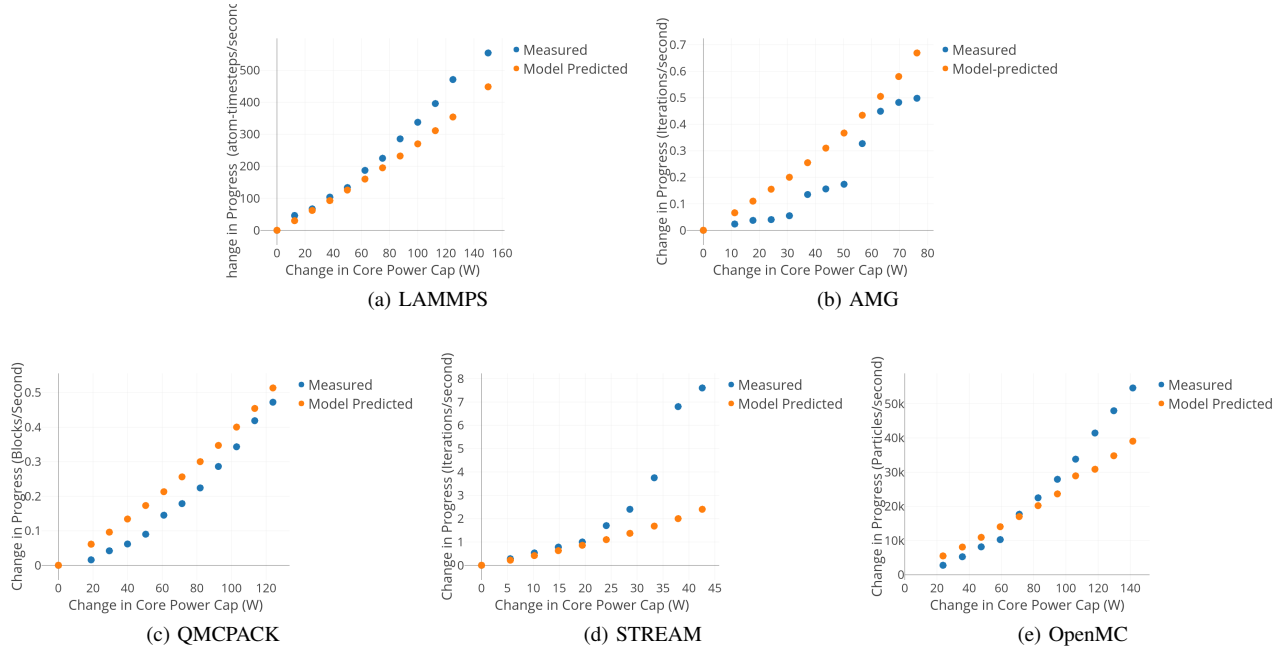 hange in Progress (atom-timesteps/second
500
400
300
200
100
0
0 20 40 60 80 100 120 140 160
Change in Core Power Cap (W)
Measured
Model Predicted
(a) LAMMPS
Change in Progress (Iterations/second)
0.7
0.6
0.5
0.4
0.3
0.2
0.1
0
0 10 20 30 40 50 60 70 80
Change in Core Power Cap (W)
Measured
Model-predicted
(b) AMG
Change in Progress (Blocks/Second)
0.5
0.4
0.3
0.2
0.1
0
0 20 40 60 80 100 120
Change in Core Power Cap (W)
Measured
Model Predicted
(c) QMCPACK
Change in Progress (Iterations/second)
8
7
6
5
4
3
2
1
0
0 5 10 15 20 25 30 35 40 45
Change in Core Power Cap (W)
Measured
Model Predicted
(d) STREAM
Change in Progress (Particles/second)
50k
40k
30k
20k
10k
0
0 20 40 60 80 100 120 140
Change in Core Power Cap (W)
Measured
Model Predicted
(e) OpenMC